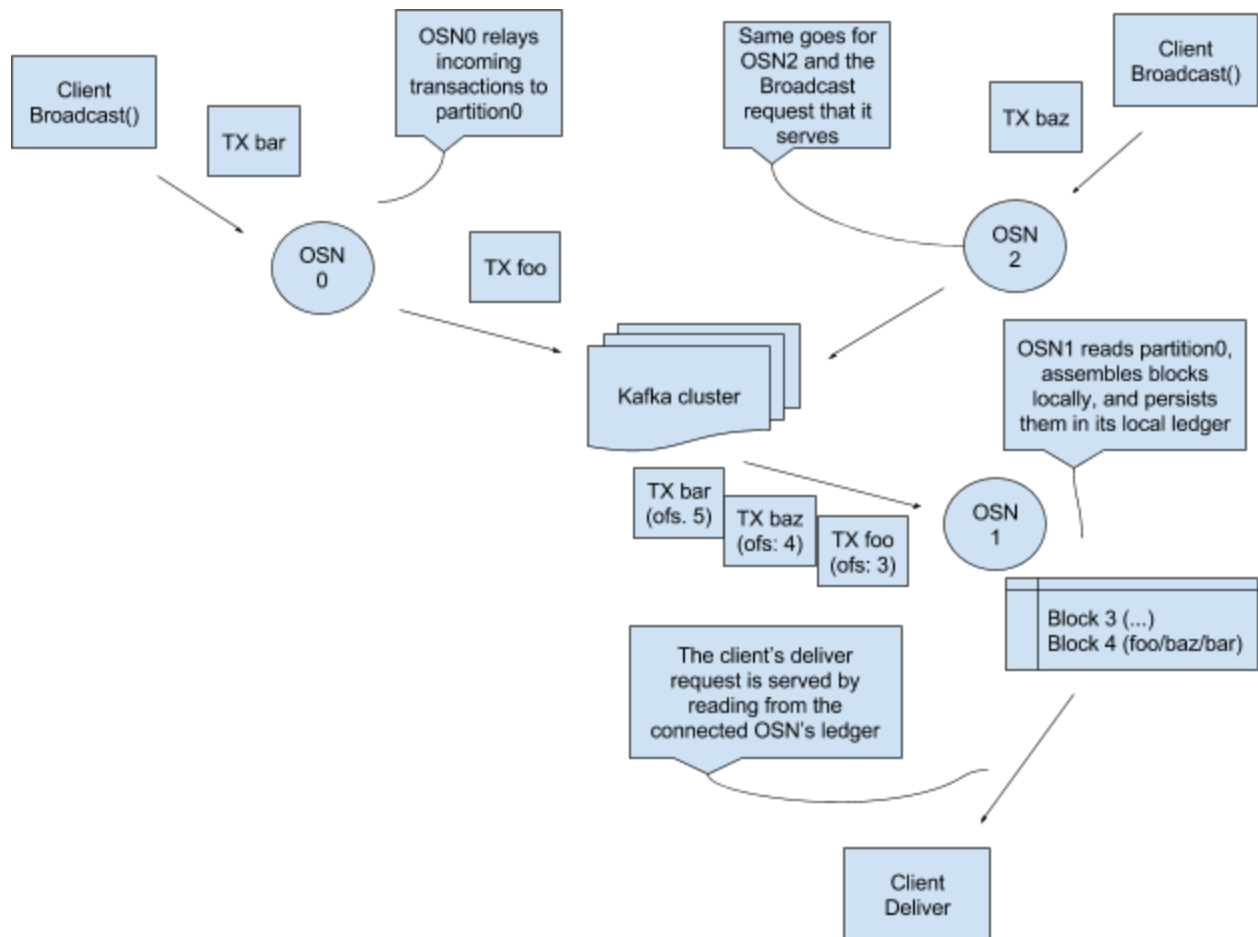 Client
Broadcast()
TX bar
OSN0 relays
incoming
transactions to
partition0
Same goes for
OSN2 and the
Broadcast
request that it
serves
Client
Broadcast()
TX baz
OSN
0
TX foo
OSN
2
Kafka cluster
OSN1 reads partition0,
assembles blocks
locally, and persists
them in its local ledger
TX bar
(ofs. 5)
TX baz
(ofs: 4)
TX foo
(ofs: 3)
OSN
1
Block 3 (...)
Block 4 (foo/baz/bar)
The client's deliver
request is served by
reading from the
connected OSN's ledger
Client
Deliver